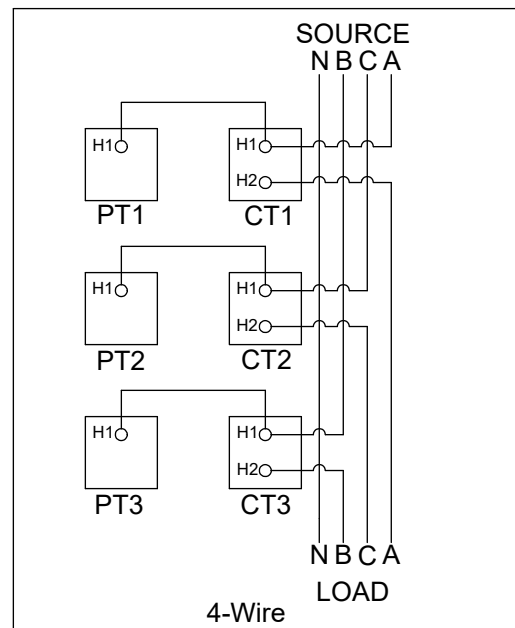 SOURCE
N B C A
H1 H1
H2
PT1 CT1
H1 H1
H2
PT2 CT2
H1 H1
H2
PT3 CT3
N B C A
LOAD
4-Wire